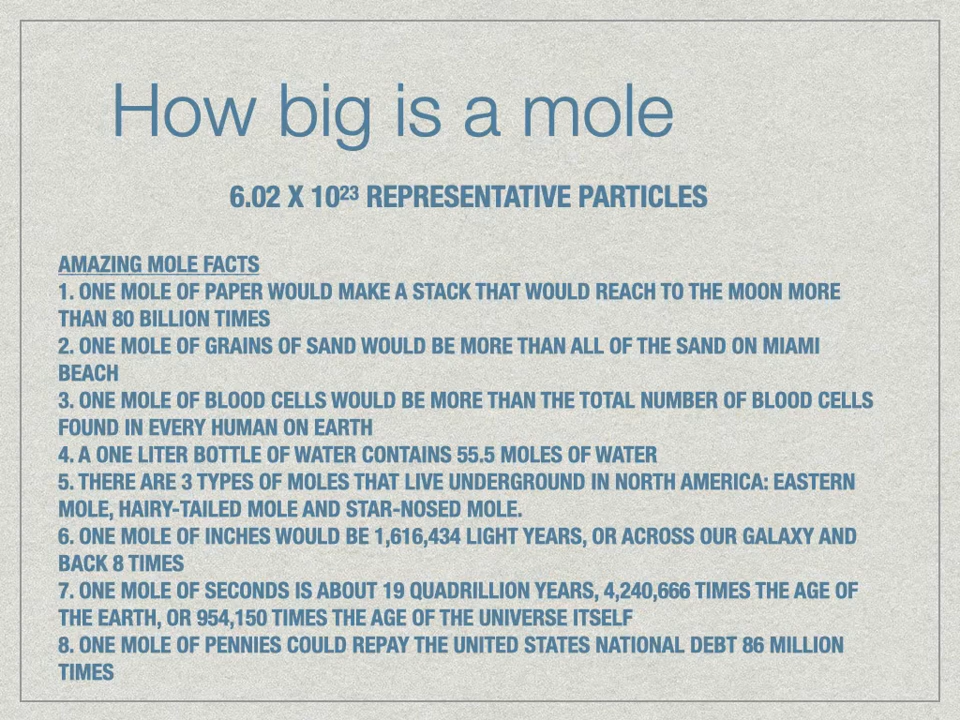 How big is a mole
6.02 X 10²³ REPRESENTATIVE PARTICLES
AMAZING MOLE FACTS
1. ONE MOLE OF PAPER WOULD MAKE A STACK THAT WOULD REACH TO THE MOON MORE
THAN 80 BILLION TIMES
2. ONE MOLE OF GRAINS OF SAND WOULD BE MORE THAN ALL OF THE SAND ON MIAMI
BEACH
3. ONE MOLE OF BLOOD CELLS WOULD BE MORE THAN THE TOTAL NUMBER OF BLOOD CELLS
FOUND IN EVERY HUMAN ON EARTH
4. A ONE LITER BOTTLE OF WATER CONTAINS 55.5 MOLES OF WATER
5. THERE ARE 3 TYPES OF MOLES THAT LIVE UNDERGROUND IN NORTH AMERICA: EASTERN
MOLE, HAIRY-TAILED MOLE AND STAR-NOSED MOLE.
6. ONE MOLE OF INCHES WOULD BE 1,616,434 LIGHT YEARS, OR ACROSS OUR GALAXY AND
BACK 8 TIMES
7. ONE MOLE OF SECONDS IS ABOUT 19 QUADRILLION YEARS, 4,240,666 TIMES THE AGE OF
THE EARTH, OR 954,150 TIMES THE AGE OF THE UNIVERSE ITSELF
8. ONE MOLE OF PENNIES COULD REPAY THE UNITED STATES NATIONAL DEBT 86 MILLION
TIMES